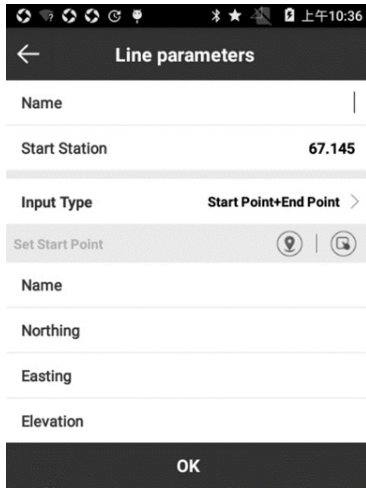 上午10:36
Line parameters
Name
Start Station 67.145
Input Type Start Point+End Point
Set Start Point
Name
Northing
Easting
Elevation
OK